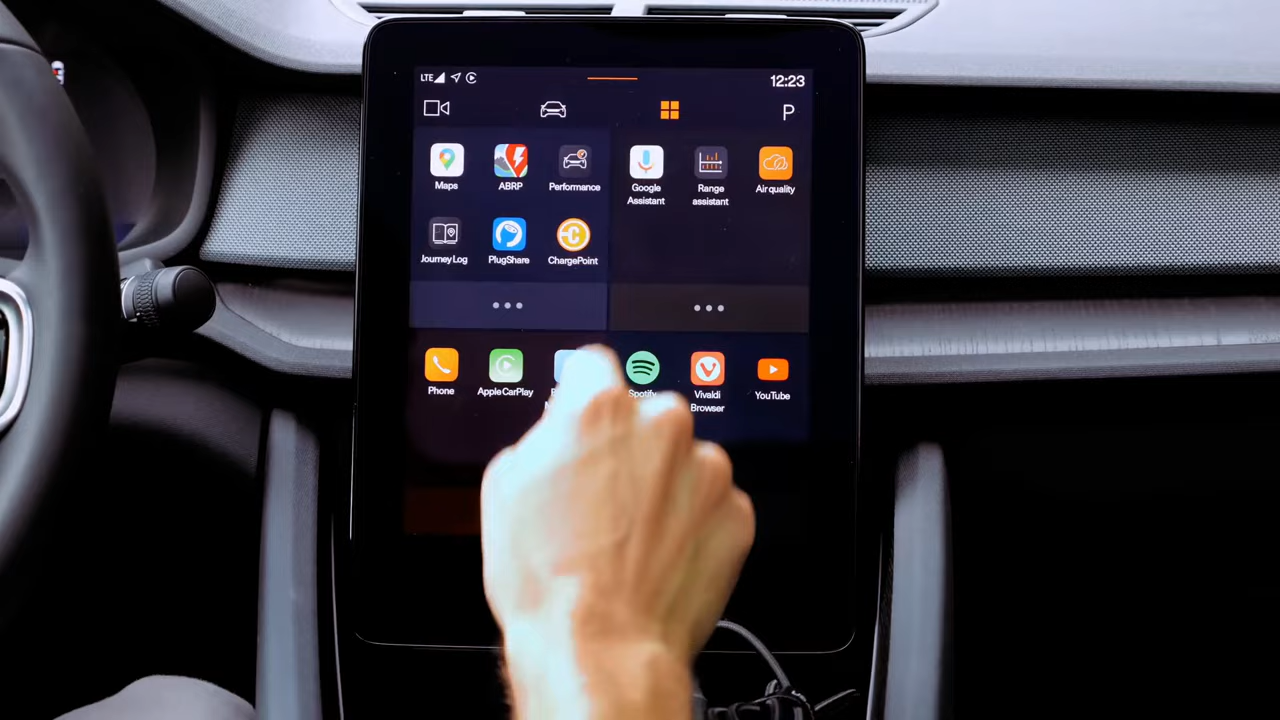 LTE
12:23
P
Maps
ABRP
Performance
Google
Assistant
Range
assistant
Air quality
Journey Log
PlugShare
ChargePoint
Phone
Apple CarPlay
Spotify
Vivaldi
Browser
YouTube